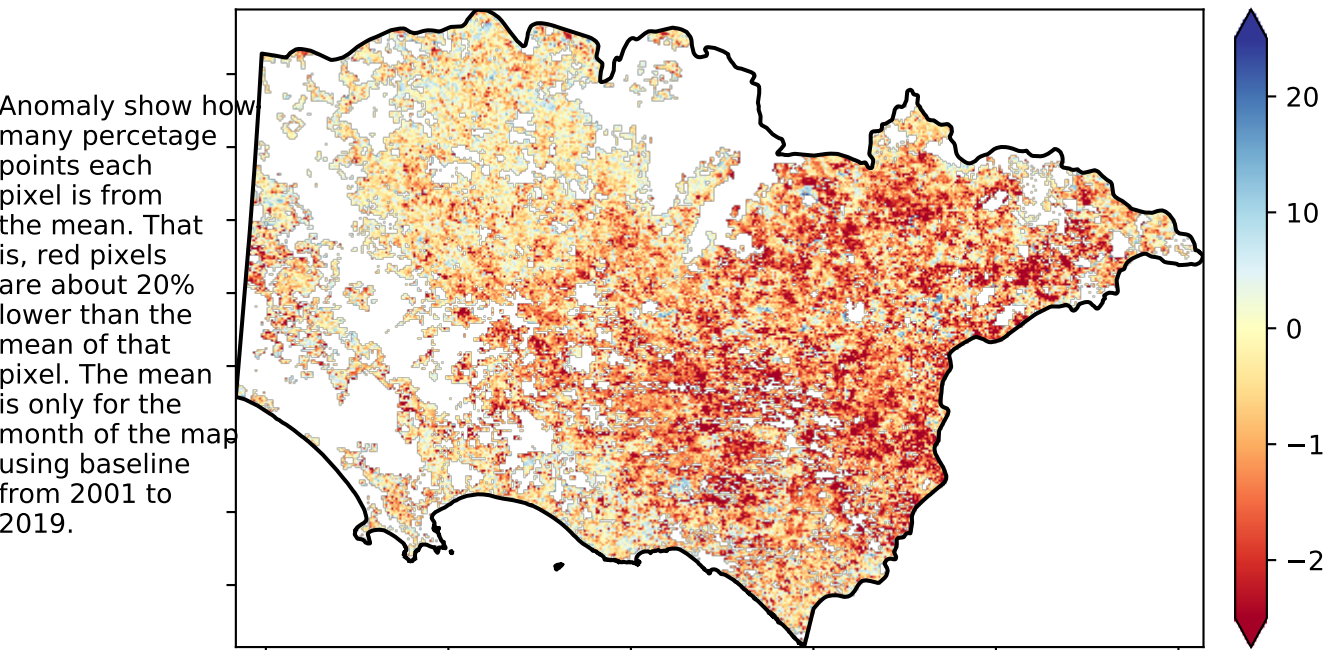 Anomaly show how
many percetage
points each
pixel is from
the mean. That
is, red pixels
are about 20%
lower than the
mean of that
pixel. The mean
is only for the
month of the map
using baseline
from 2001 to
2019.
20
10
0
−1
−2